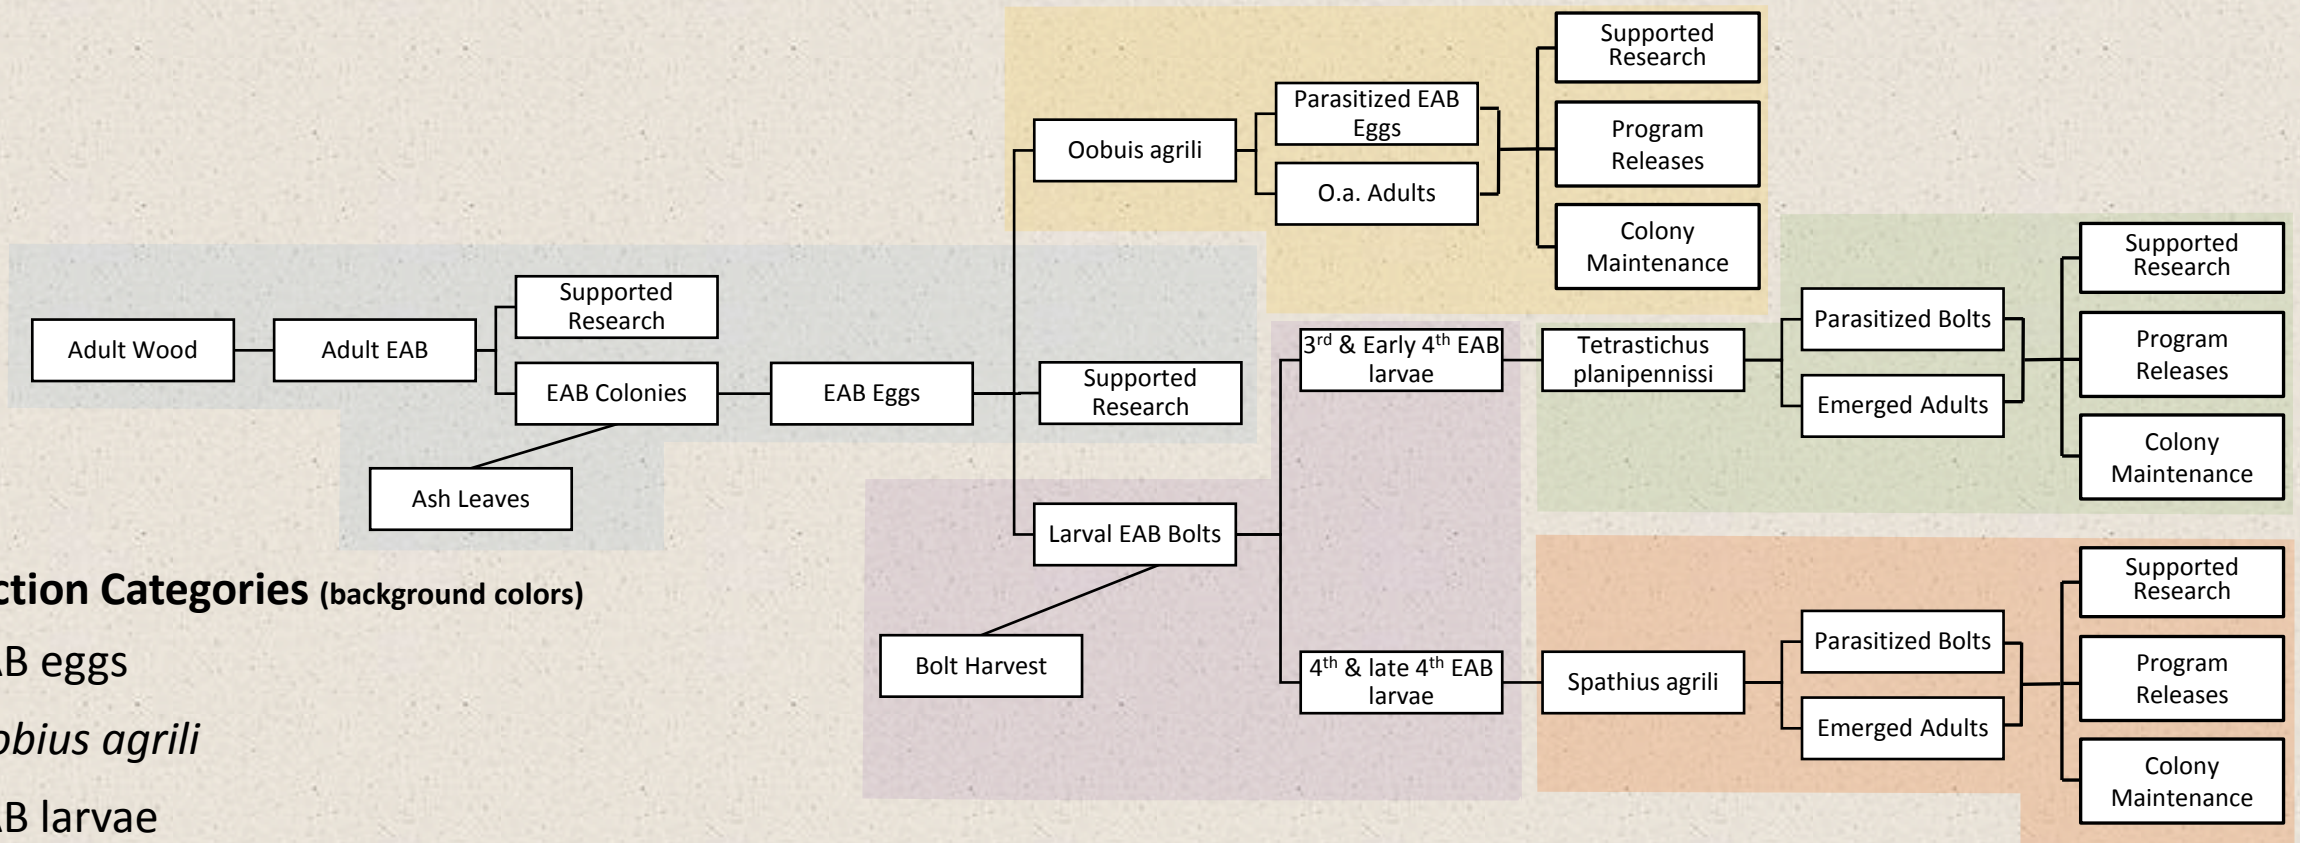 Supported
Research
Parasitized EAB
Eggs
Program
Releases
Oobuis agrili
O.a. Adults
Colony
Maintenance
Supported
Research
Adult Wood
Adult EAB
EAB Colonies
EAB Eggs
Supported
Research
Ash Leaves
3rd & Early 4th EAB
larvae
Tetrastichus
planipennissi
Parasitized Bolts
Emerged Adults
Supported
Research
Program
Releases
Colony
Maintenance
Larval EAB Bolts
Bolt Harvest
4th & late 4th EAB
larvae
Spathius agrili
Parasitized Bolts
Emerged Adults
Supported
Research
Program
Releases
Colony
Maintenance
ction Categories (background colors)
AB eggs
obius agrili
AB larvae